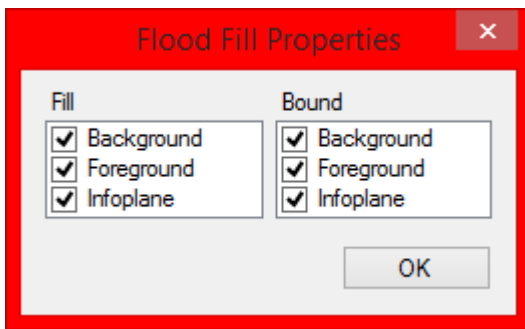 Flood Fill Properties
Fill
Background
Foreground
Infoplane
Bound
Background
Foreground
Infoplane
OK